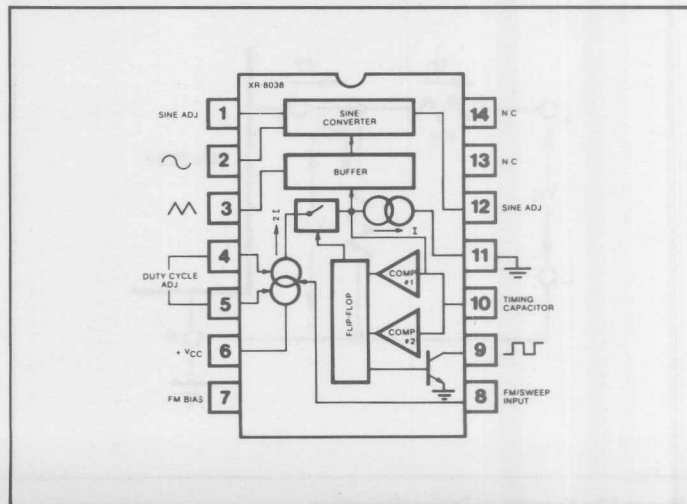 XR-8038
SINE ADJ
1
2
3
4
DUTY CYCLE
ADJ
5
+ VCC
6
FM BIAS
7
SINE
CONVERTER
BUFFER
2 I
I
FLIP-FLOP
COMP
#1
COMP
#2
14
N C
13
N C
12
SINE ADJ
11
10
TIMING
CAPACITOR
9
8
FM/SWEEP
INPUT